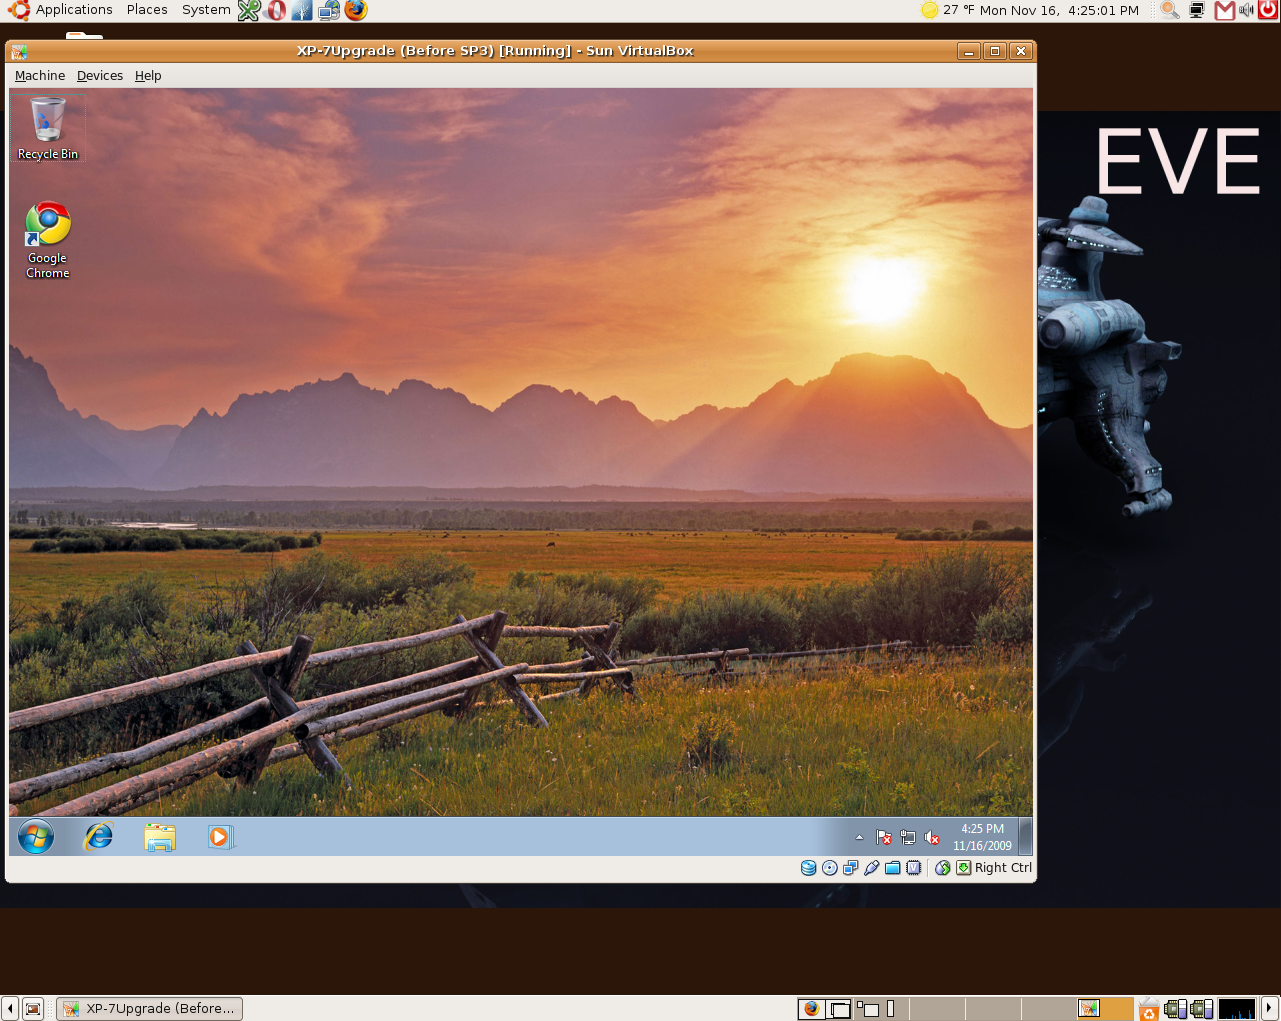 Applications Places System
27 °F Mon Nov 16, 4:25:01 PM
XP-7Upgrade (Before SP3) [Running] - Sun VirtualBox
Machine Devices Help
Recycle Bin
Google
Chrome
EVE
4:25 PM
11/16/2009
Right Ctrl
XP-7Upgrade (Before...